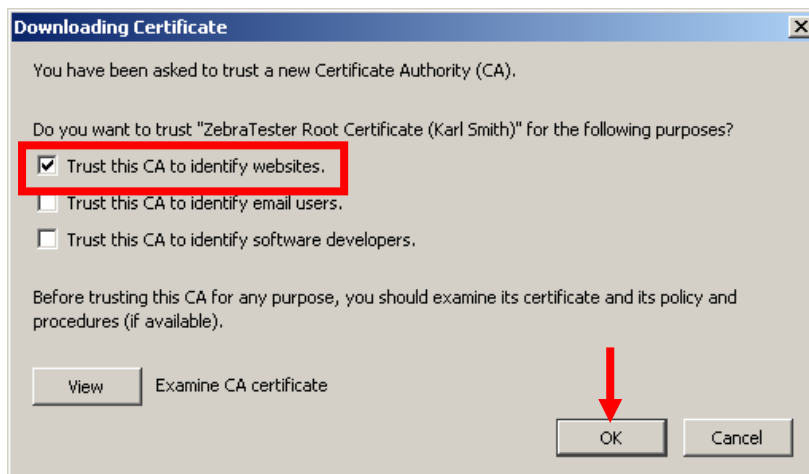 Downloading Certificate
You have been asked to trust a new Certificate Authority (CA).
Do you want to trust "ZebraTester Root Certificate (Karl Smith)" for the following purposes?
Trust this CA to identify websites.
Trust this CA to identify email users.
Trust this CA to identify software developers.
Before trusting this CA for any purpose, you should examine its certificate and its policy and
procedures (if available).
View Examine CA certificate
OK Cancel